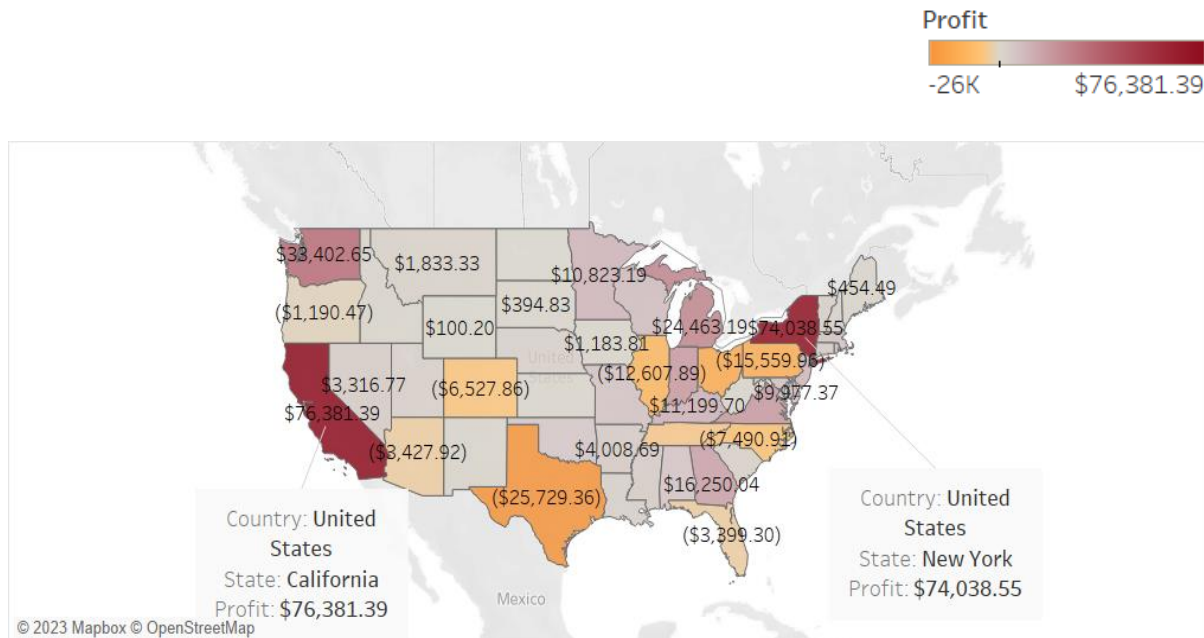 Profit
-26K $76,381.39
$33,402.65
$1,833.33
$10,823.19
$454.49
($1,190.47)
$394.83
$100.20
$24,463.19
$74,038.55
$1,183.81
United
States
($15,559.96)
$3,316.77
($6,527.86)
($12,607.89)
$9,977.37
$76,381.39
$11,199.70
($3,427.92)
$4,008.69
($7,490.91)
$16,250.04
($25,729.36)
($3,399.30)
Country: United
States
State: California
Profit: $76,381.39
Country: United
States
State: New York
Profit: $74,038.55
Mexico
© 2023 Mapbox © OpenStreetMap